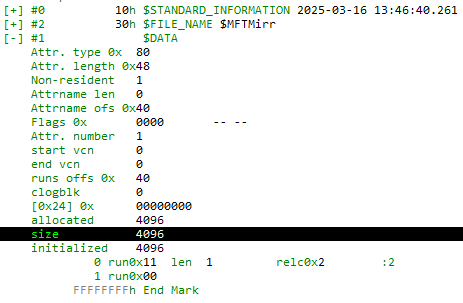 [+] #0 10h $STANDARD_INFORMATION 2025-03-16 13:46:40.261
[+] #2 30h $FILE_NAME $MFTMirr
[-] #1 $DATA
Attr. type 0x 80
Attr. length 0x48
Non-resident 1
Attrname len 0
Attrname ofs 0x40
Flags 0x 0000 -- --
Attr. number 1
start vcn 0
end vcn 0
runs offs 0x 40
clogblk 0
[0x24] 0x 00000000
allocated 4096
size 4096
initialized 4096
0 run0x11 len 1 relc0x2 :2
1 run0x00
FFFFFFFFh End Mark